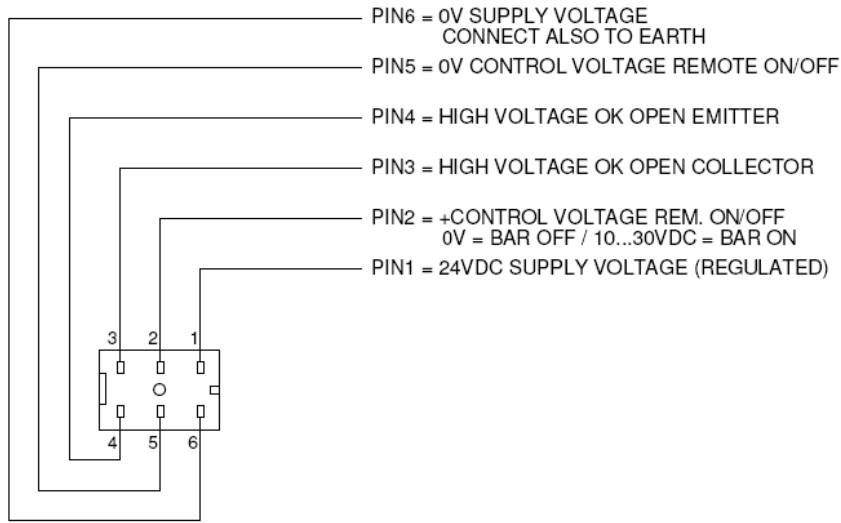 PIN6 = 0V SUPPLY VOLTAGE
CONNECT ALSO TO EARTH
PIN5 = 0V CONTROL VOLTAGE REMOTE ON/OFF
PIN4 = HIGH VOLTAGE OK OPEN EMITTER
PIN3 = HIGH VOLTAGE OK OPEN COLLECTOR
PIN2 = +CONTROL VOLTAGE REM. ON/OFF
0V = BAR OFF / 10...30VDC = BAR ON
PIN1 = 24VDC SUPPLY VOLTAGE (REGULATED)
3 2 1
4 5 6